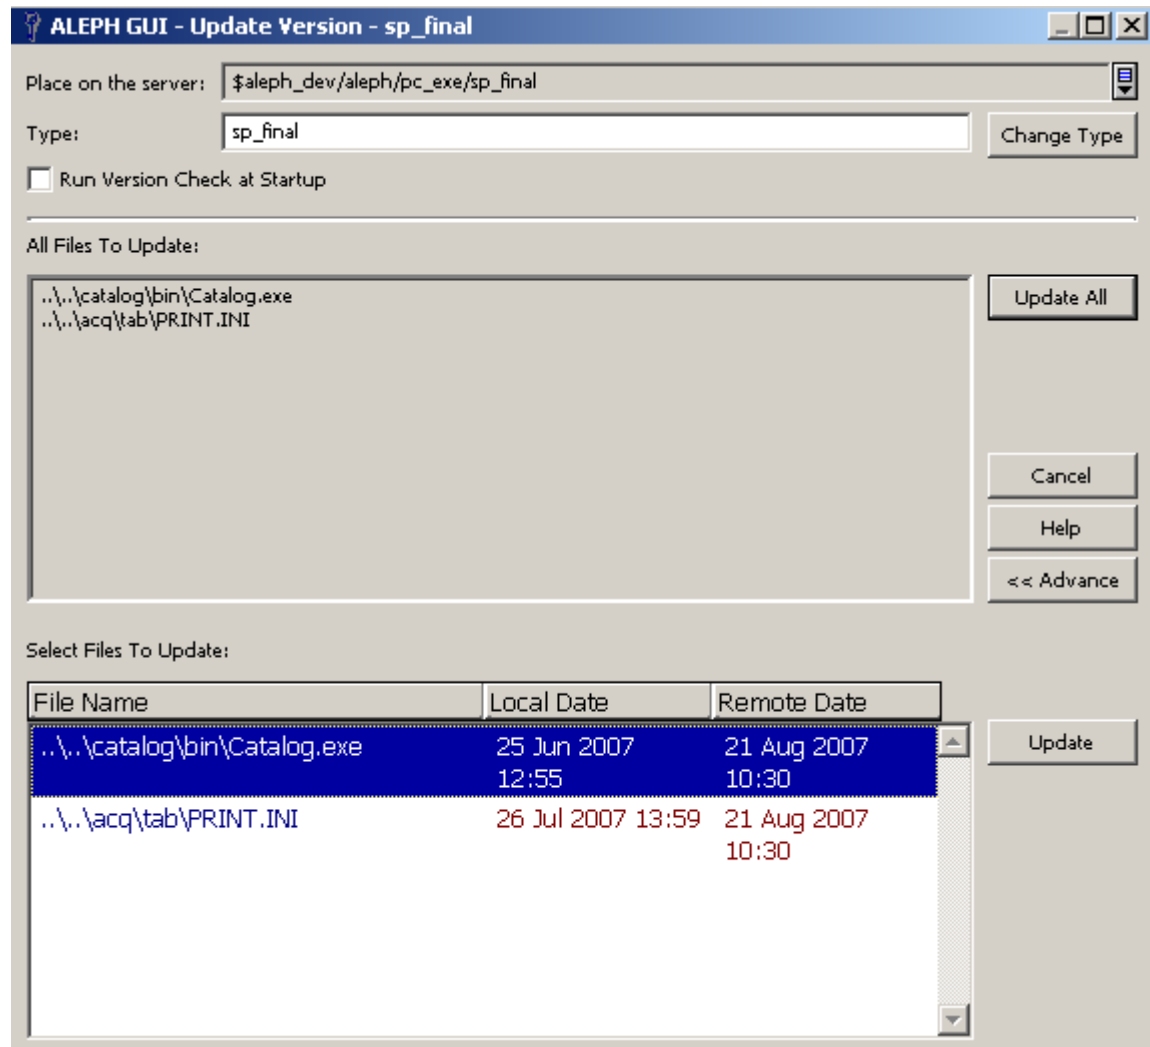 ALEPH GUI - Update Version - sp_final
Place on the server: $aleph_dev/aleph/pc_exe/sp_final
Type: sp_final Change Type
Run Version Check at Startup
All Files To Update:
..\..\catalog\bin\Catalog.exe
Update All
..\..\acq\tab\PRINT.INI
Cancel
Help
<< Advance
Select Files To Update:
File Name Local Date Remote Date
..\..\catalog\bin\Catalog.exe 25 Jun 2007 21 Aug 2007
12:55 10:30
Update
..\..\acq\tab\PRINT.INI 26 Jul 2007 13:59 21 Aug 2007
10:30